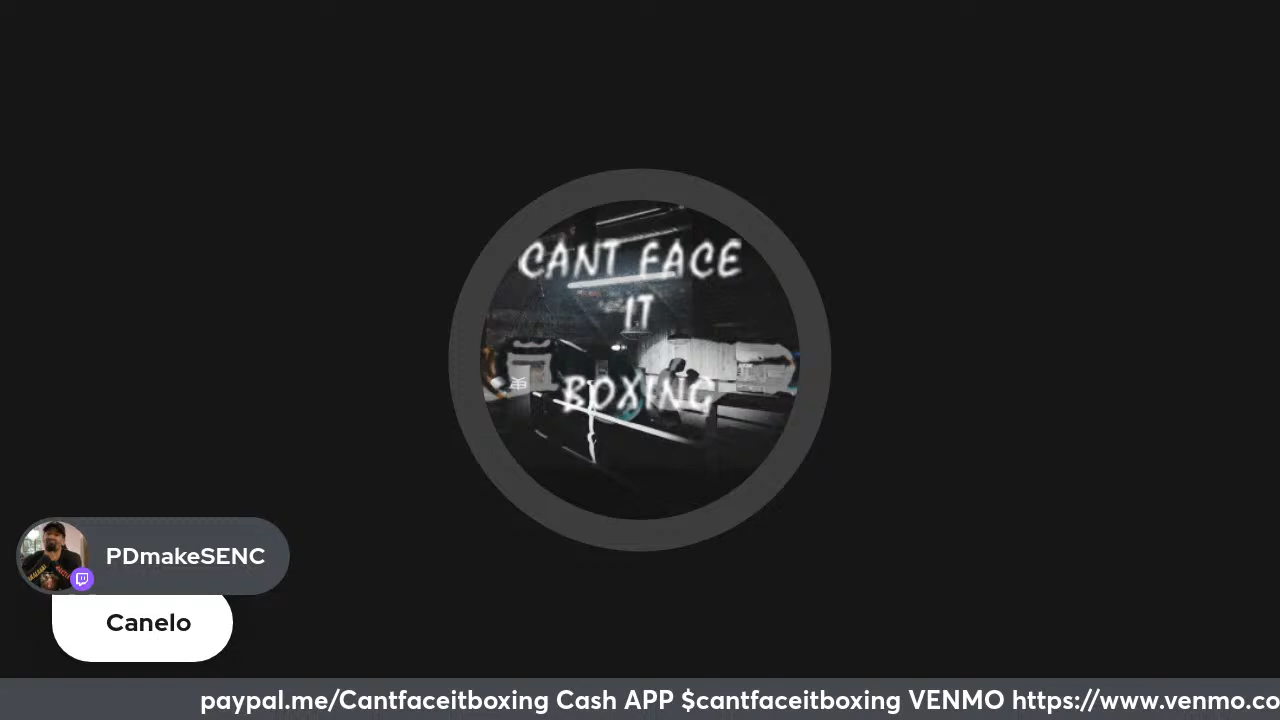 CANT FACE
IT
BOXING
PDmakeSENC
Canelo
paypal.me/Cantfaceitboxing Cash APP $cantfaceitboxing VENMO https://www.venmo.co